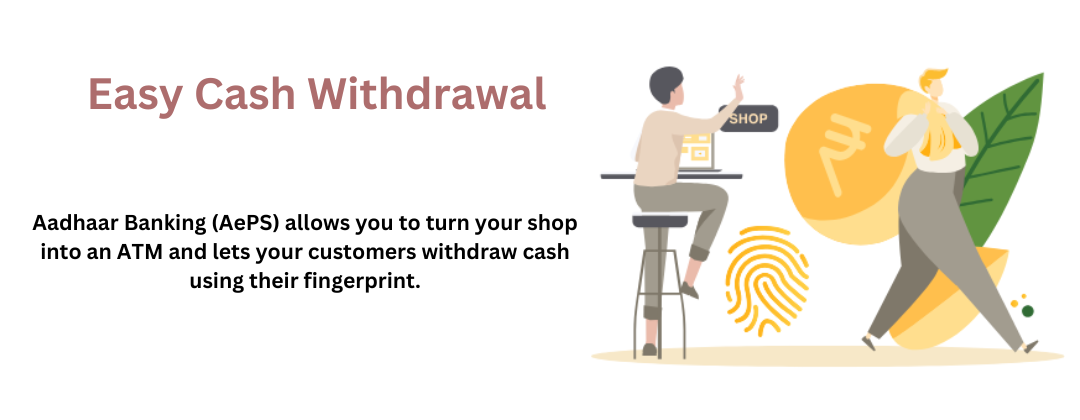 Easy Cash Withdrawal
Aadhaar Banking (AePS) allows you to turn your shop
into an ATM and lets your customers withdraw cash
using their fingerprint.
SHOP
₹